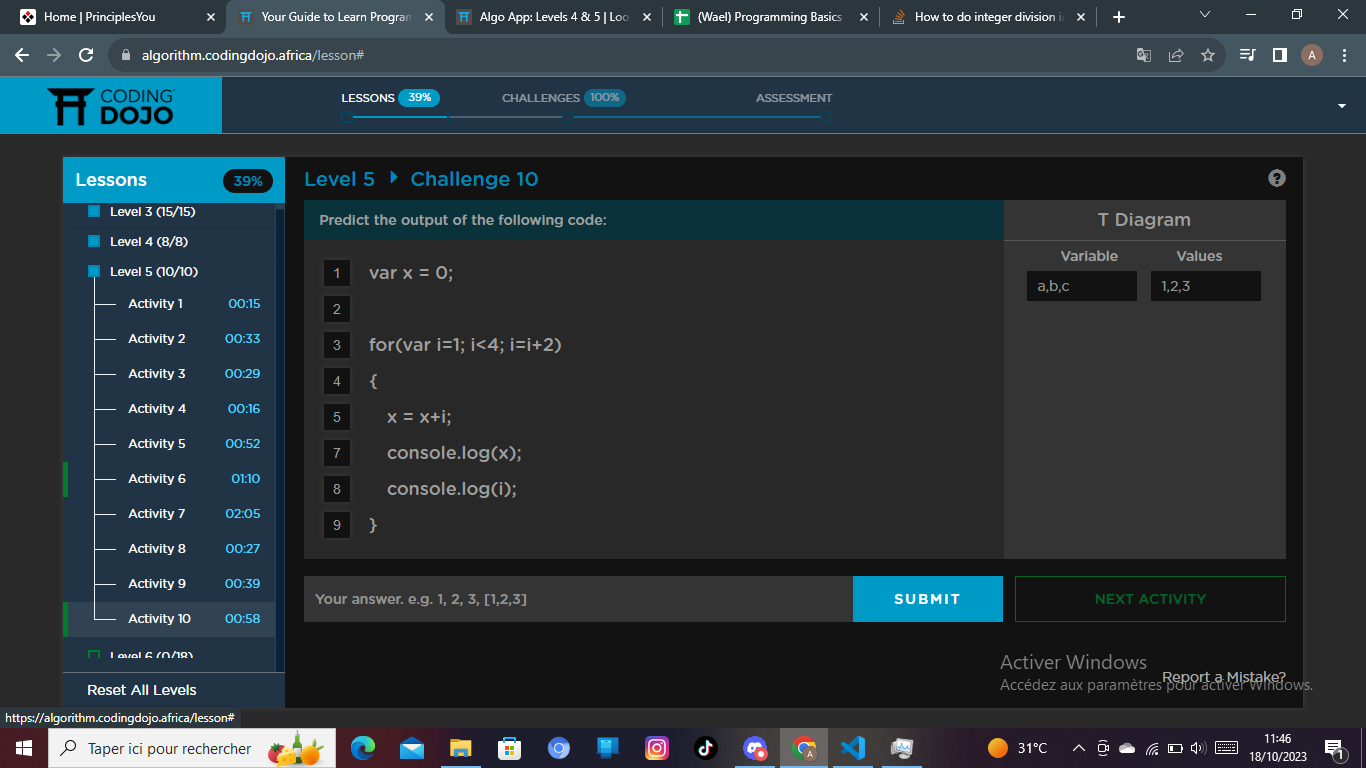 Home | PrinciplesYou
Your Guide to Learn Program
Algo App: Levels 4 & 5 | Loo
(Wael) Programming Basics
How to do integer division i
algorithm.codingdojo.africa/lesson#
A
CODING
DOJO
LESSONS 39%
CHALLENGES 100%
ASSESSMENT
Lessons 39%
Level 3 (15/15)
Level 4 (8/8)
Level 5 (10/10)
Activity 1 00:15
Activity 2 00:33
Activity 3 00:29
Activity 4 00:16
Activity 5 00:52
Activity 6 01:10
Activity 7 02:05
Activity 8 00:27
Activity 9 00:39
Activity 10 00:58
Level 6 (0/18)
Reset All Levels
https://algorithm.codingdojo.africa/lesson#
Level 5 Challenge 10
?
Predict the output of the following code:
1 var x = 0;
2
3 for(var i=1; i<4; i=i+2)
4 {
5 x = x+i;
7 console.log(x);
8 console.log(i);
9 }
T Diagram
Variable Values
a,b,c 1,2,3
Your answer. e.g. 1, 2, 3, [1,2,3]
SUBMIT
NEXT ACTIVITY
Activer Windows
Report a Mistake?
Accédez aux paramètres pour activer Windows.
Taper ici pour rechercher
31°C
11:46
18/10/2023
1